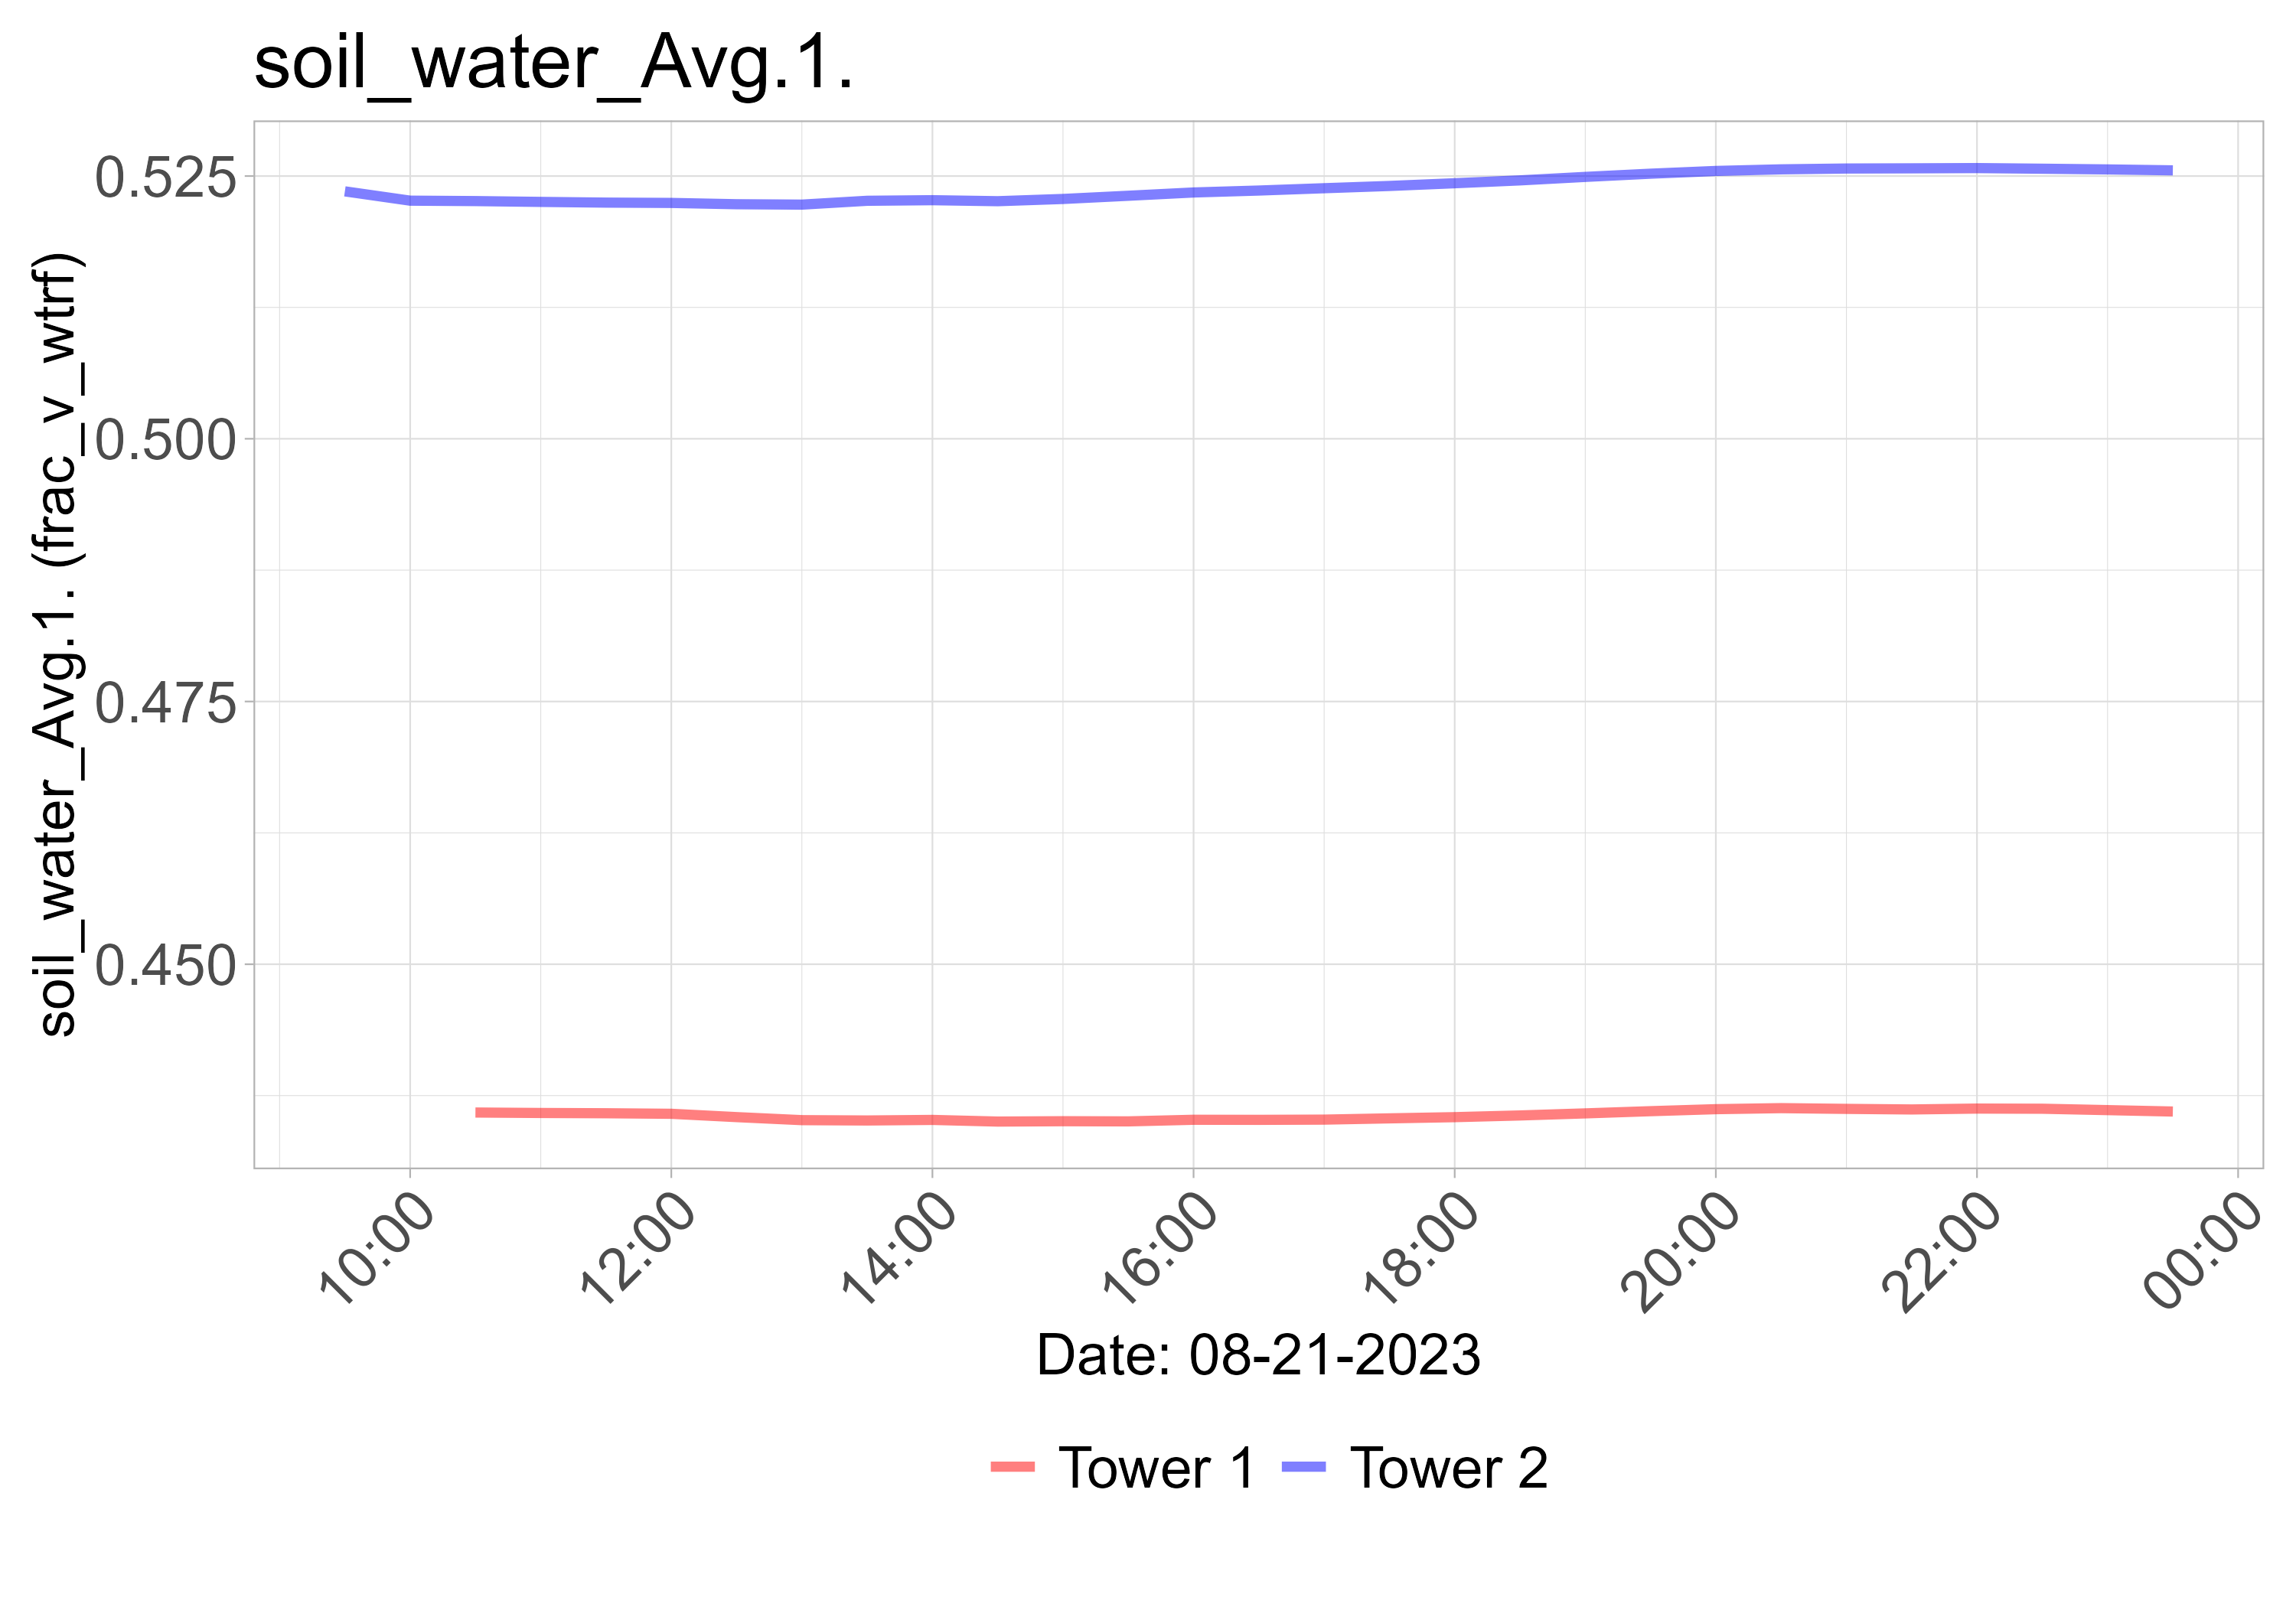 soil_water_Avg.1.
soil_water_Avg.1. (frac_v_wtrf)
0.525
0.500
0.475
0.450
10:00
12:00
14:00
16:00
18:00
20:00
22:00
00:00
Date: 08-21-2023
Tower 1
Tower 2